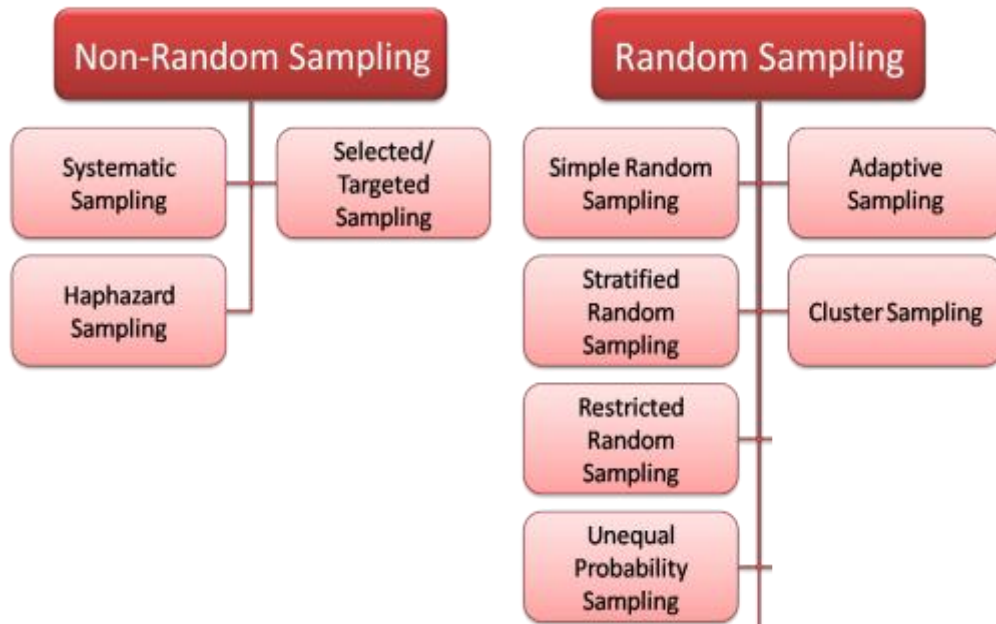 Non-Random Sampling
Systematic
Sampling
Selected/
Targeted
Sampling
Haphazard
Sampling
Random Sampling
Simple Random
Sampling
Adaptive
Sampling
Stratified
Random
Sampling
Cluster Sampling
Restricted
Random
Sampling
Unequal
Probability
Sampling